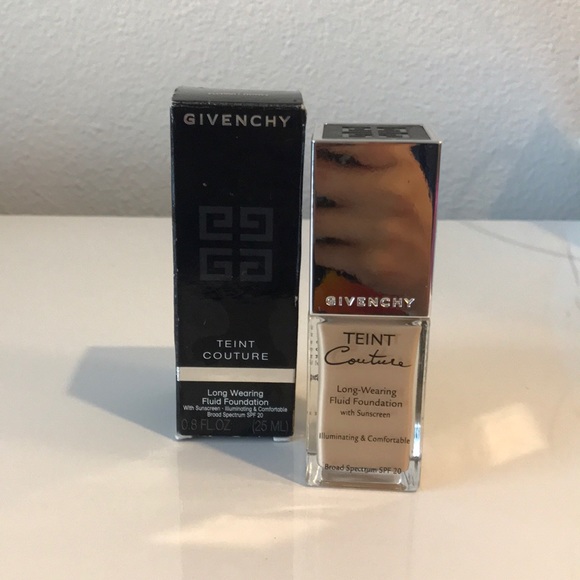 GIVENCHY
TEINT
COUTURE
Long Wearing
Fluid Foundation
With Sunscreen - Illuminating & Comfortable
Broad Spectrum SPF 20
0.8 FL.OZ (25 ML)
GIVENCHY
TEINT
Couture
Long-Wearing
Fluid Foundation
with Sunscreen
Illuminating & Comfortable
Broad Spectrum SPF 20